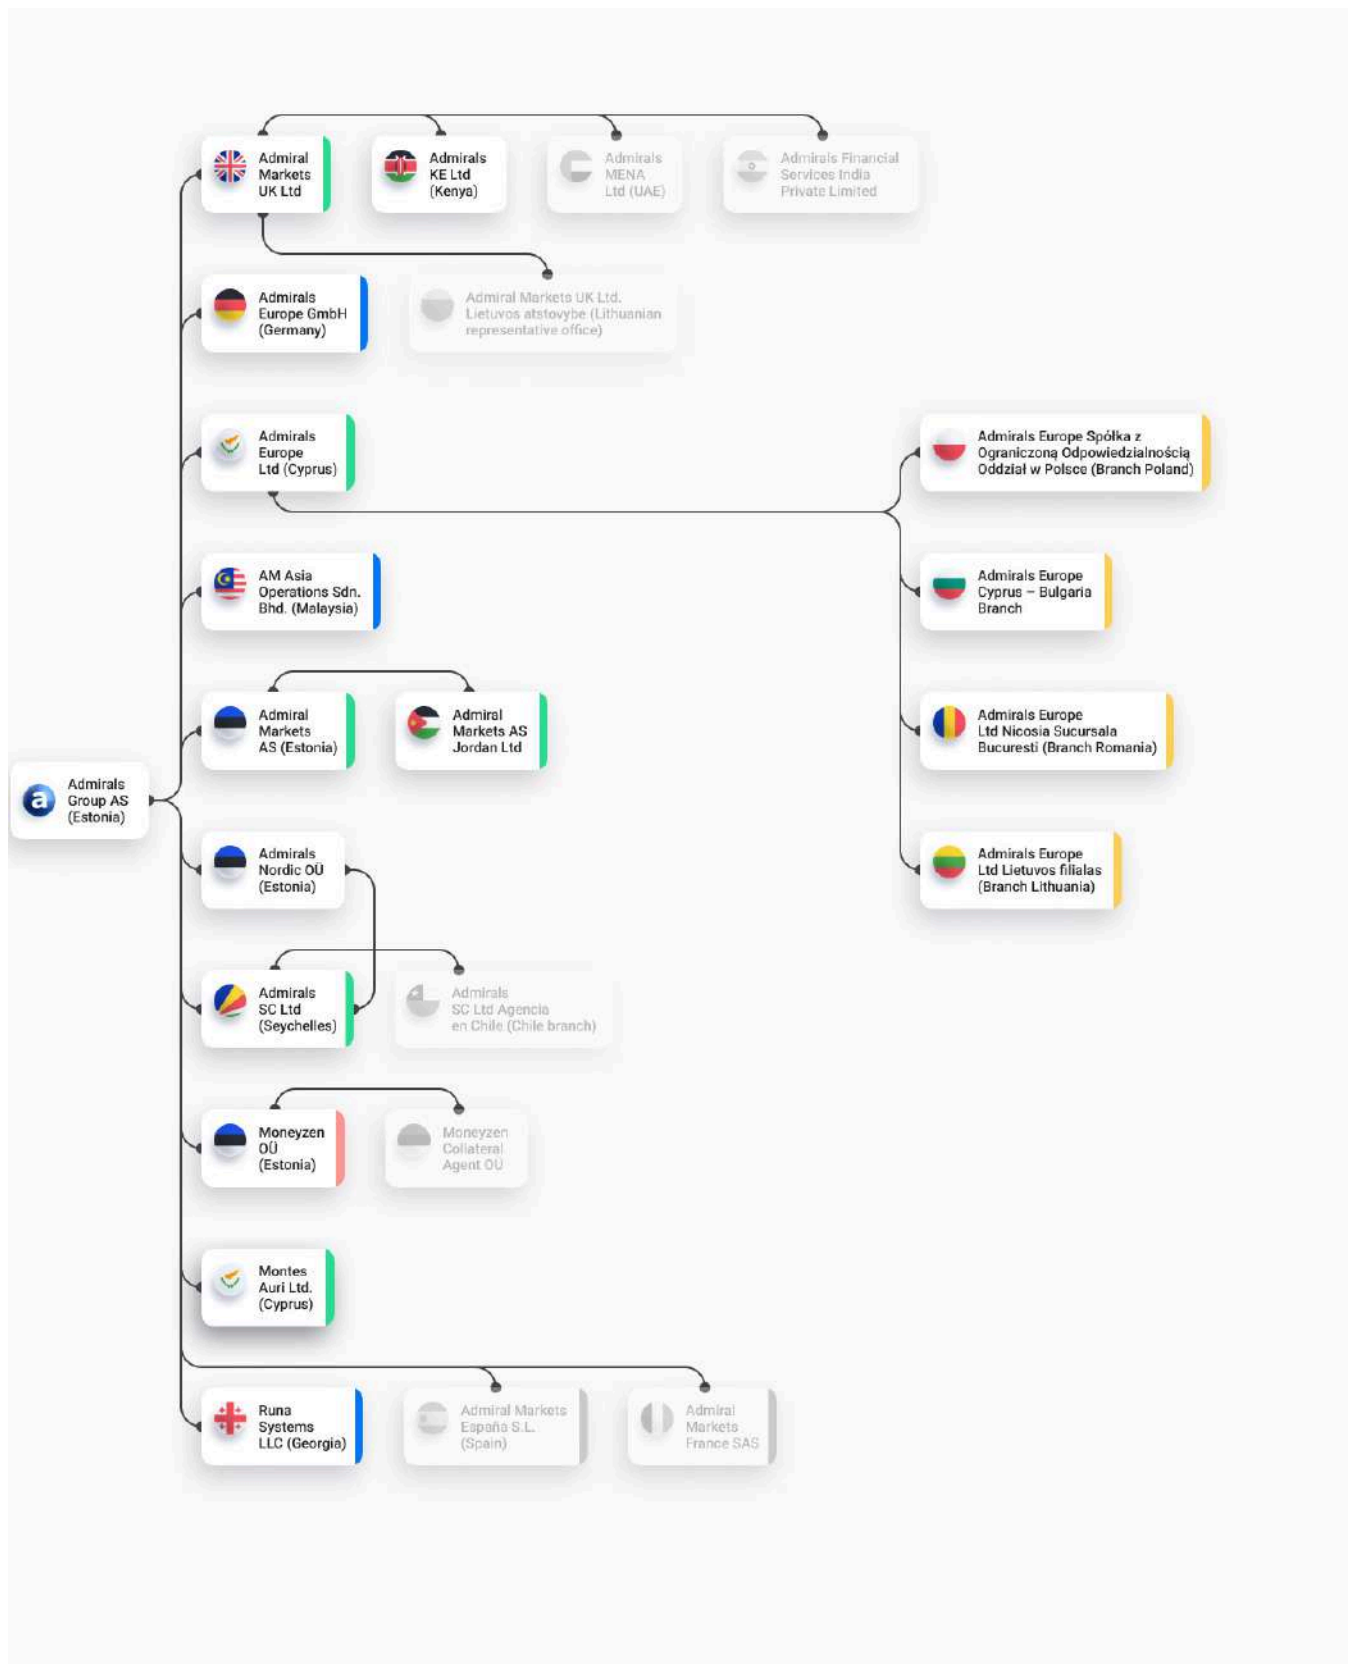 Admiral
Markets
UK Ltd
Admirals
KE Ltd
(Kenya)
Admirals
MENA
Ltd (UAE)
Admirals Financial
Services India
Private Limited
Admirals
Europe GmbH
(Germany)
Admiral Markets UK Ltd.
Lietuvos atstovybe (Lithuanian
representative office)
Admirals
Europe
Ltd (Cyprus)
Admirals Europe Spółka z
Ograniczoną Odpowiedzialnością
Oddział w Polsce (Branch Poland)
AM Asia
Operations Sdn.
Bhd. (Malaysia)
Admirals Europe
Cyprus – Bulgaria
Branch
Admiral
Markets
AS (Estonia)
Admiral
Markets AS
Jordan Ltd
Admirals Europe
Ltd Nicosia Sucursala
Bucuresti (Branch Romania)
a
Admirals
Group AS
(Estonia)
Admirals
Nordic OÜ
(Estonia)
Admirals Europe
Ltd Lietuvos filialas
(Branch Lithuania)
Admirals
SC Ltd
(Seychelles)
Admirals
SC Ltd Agencia
en Chile (Chile branch)
Moneyzen
OÜ
(Estonia)
Moneyzen
Collateral
Agent OÜ
Montes
Auri Ltd.
(Cyprus)
Runa
Systems
LLC (Georgia)
Admiral Markets
España S.L.
(Spain)
Admiral
Markets
France SAS